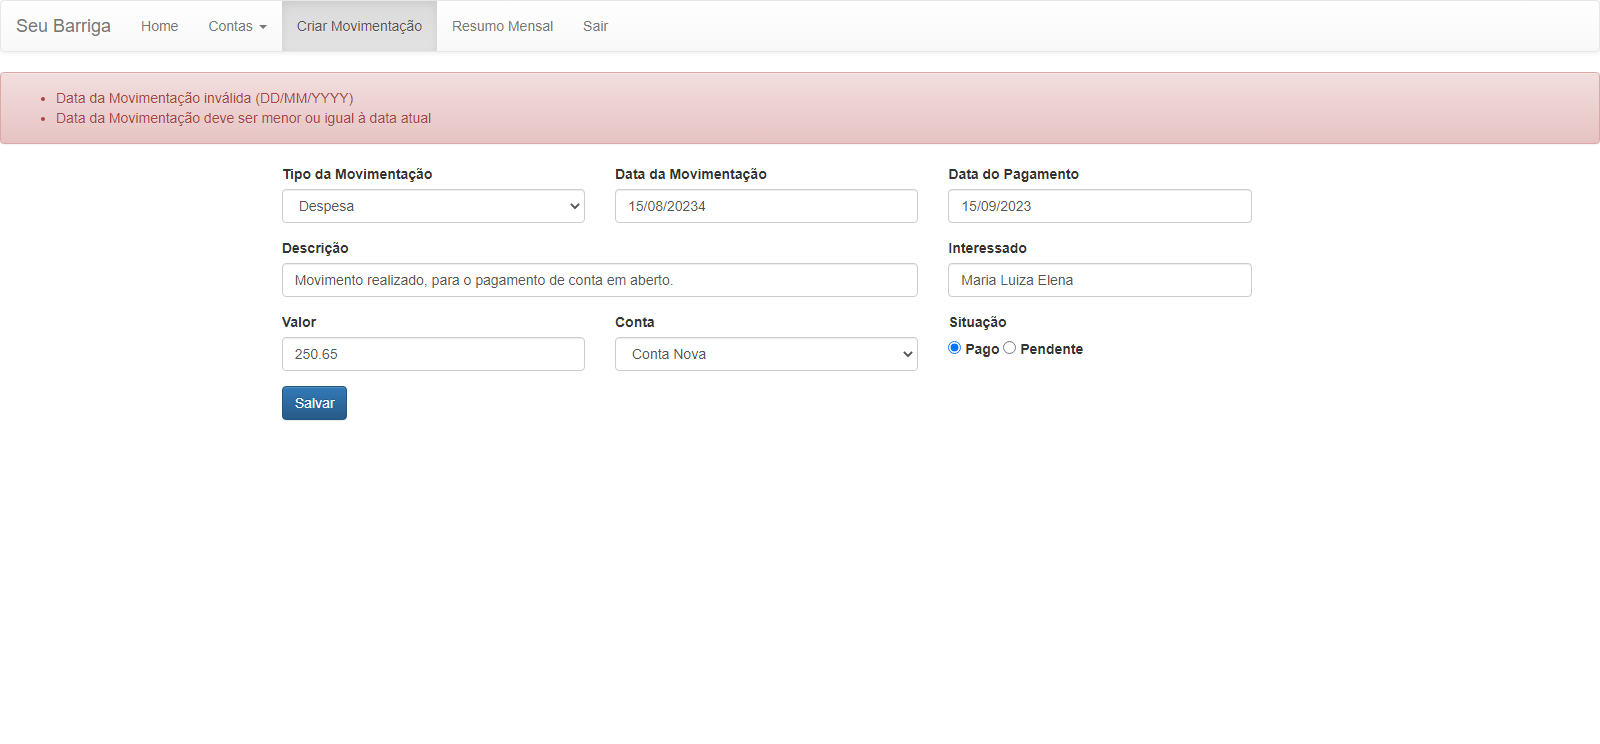 Seu Barriga Home Contas Criar Movimentação Resumo Mensal Sair
Data da Movimentação inválida (DD/MM/YYYY)
Data da Movimentação deve ser menor ou igual à data atual
Tipo da Movimentação Data da Movimentação Data do Pagamento
Despesa 15/08/20234 15/09/2023
Descrição Interessado
Movimento realizado, para o pagamento de conta em aberto. Maria Luiza Elena
Valor Conta Situação
250.65 Conta Nova Pago Pendente
Salvar